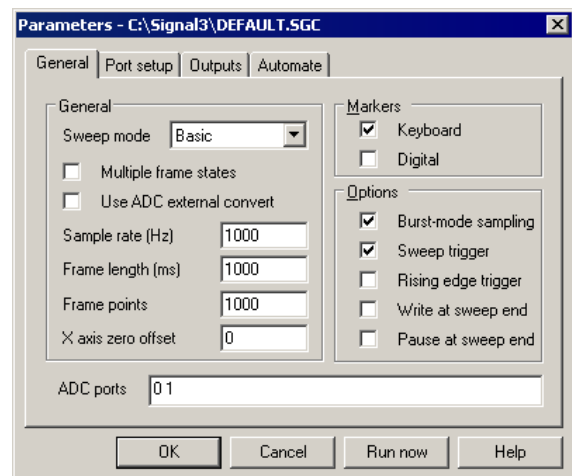 Parameters - C:\Signal3\DEFAULT.SGC
General
Port setup
Outputs
Automate
General
Sweep mode
Basic
Multiple frame states
Use ADC external convert
Sample rate (Hz)
1000
Frame length (ms)
1000
Frame points
1000
X axis zero offset
0
Markers
Keyboard
Digital
Options
Burst-mode sampling
Sweep trigger
Rising edge trigger
Write at sweep end
Pause at sweep end
ADC ports
0 1
OK
Cancel
Run now
Help